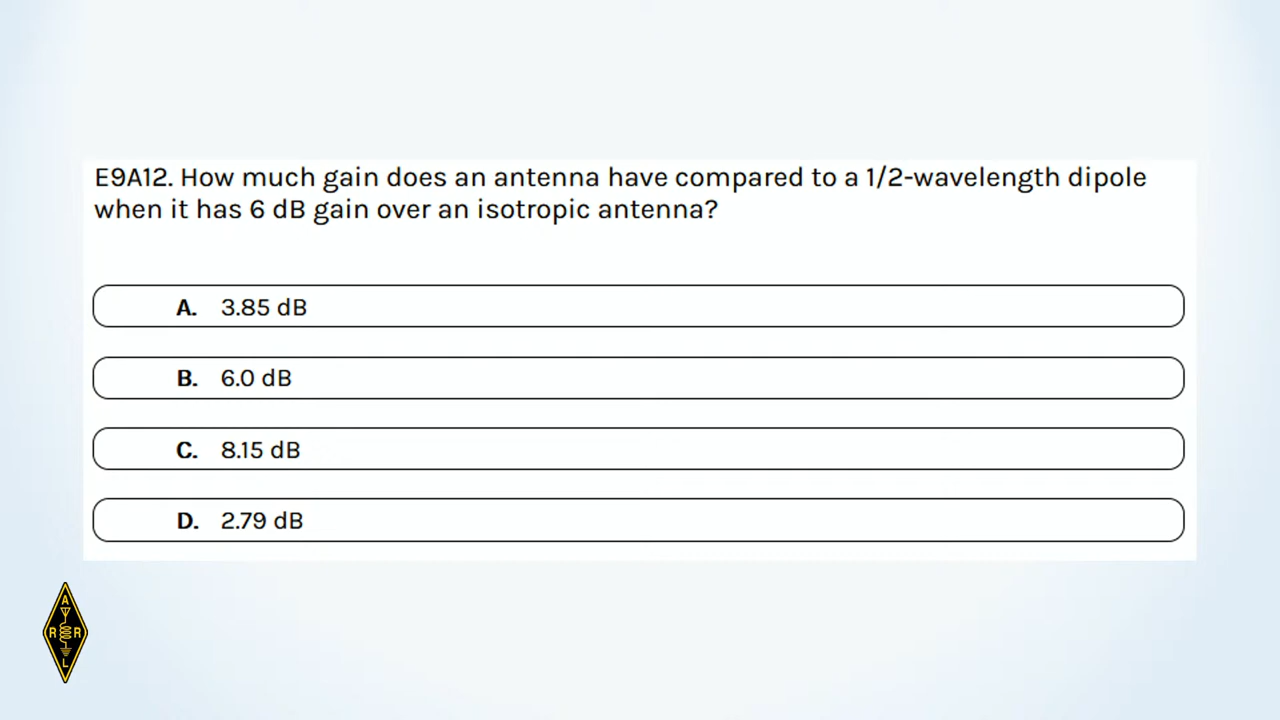 E9A12. How much gain does an antenna have compared to a 1/2-wavelength dipole
when it has 6 dB gain over an isotropic antenna?
A. 3.85 dB
B. 6.0 dB
C. 8.15 dB
D. 2.79 dB
A
R R
L